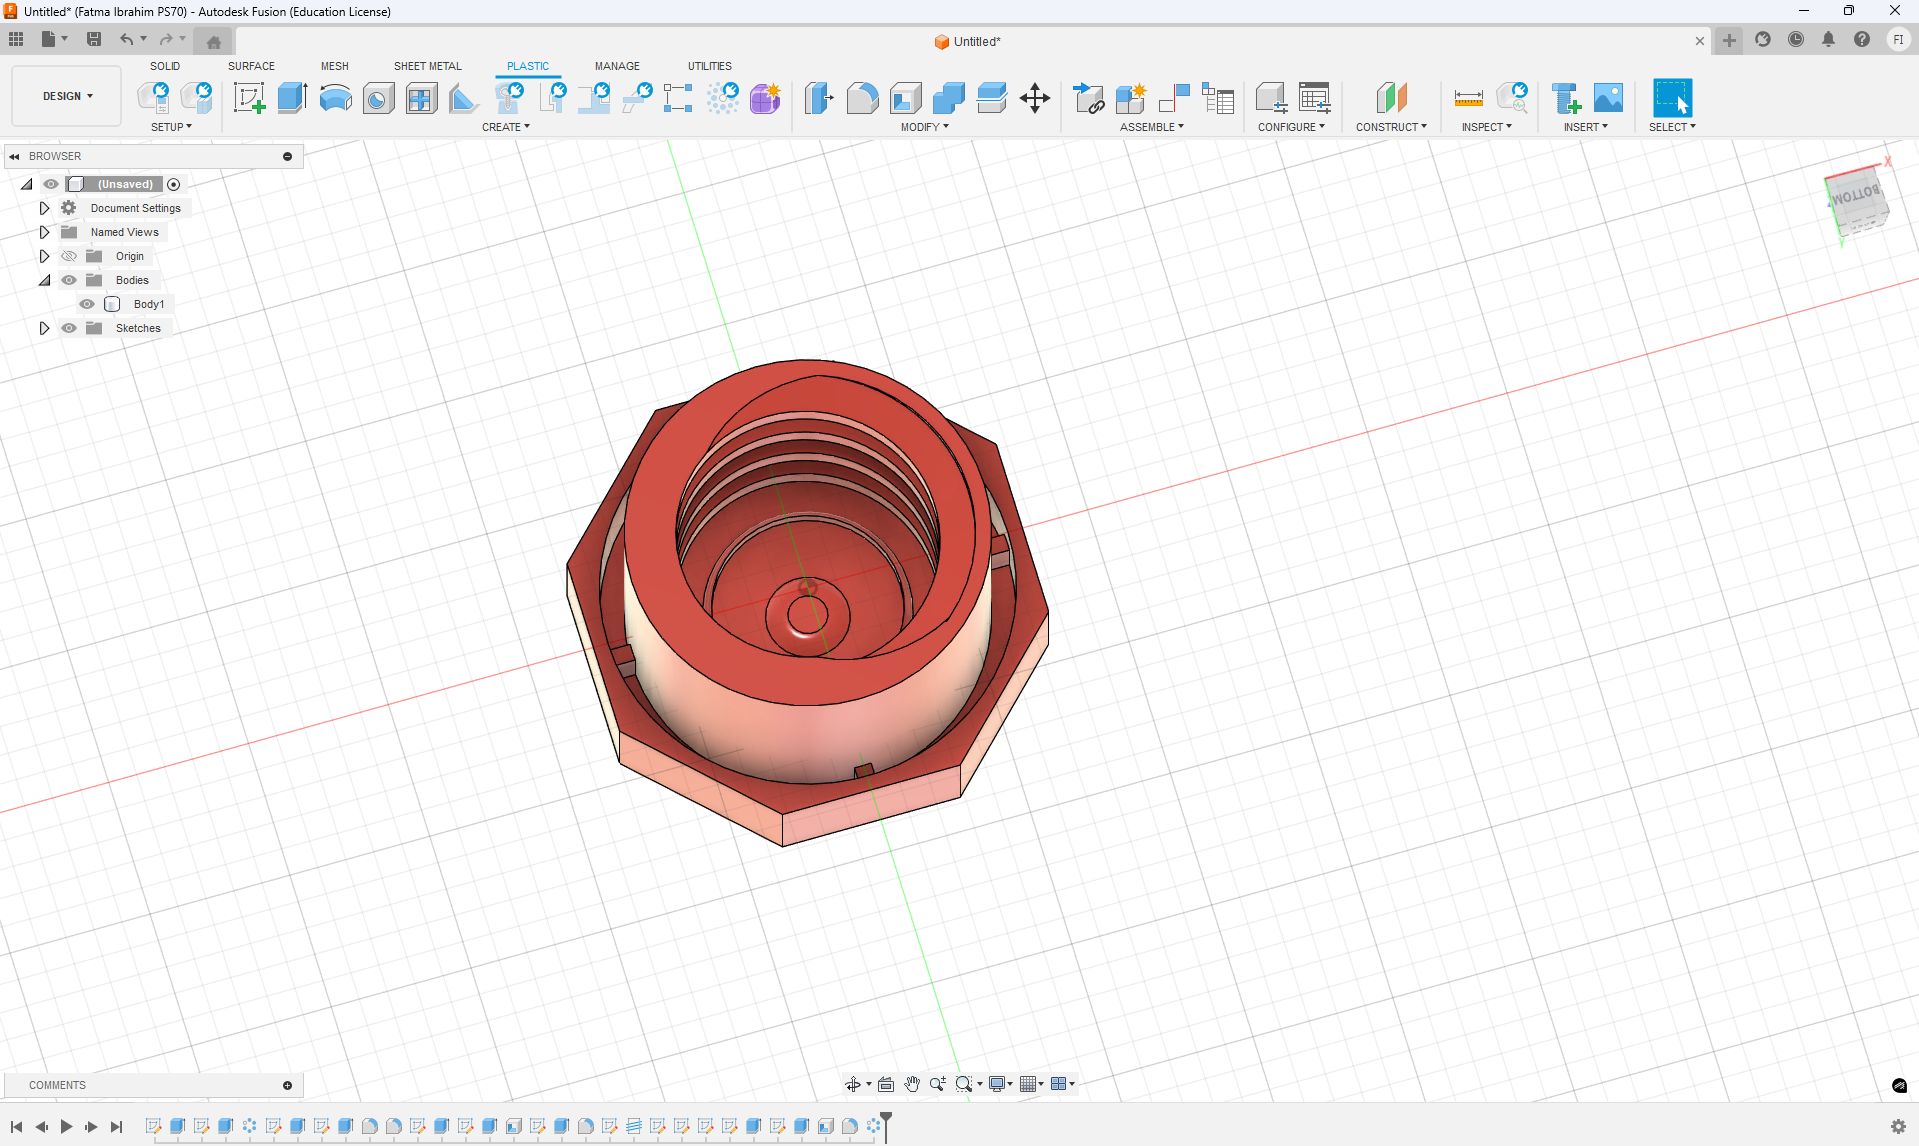 Untitled* (Fatma Ibrahim PS70) - Autodesk Fusion (Education License)
Untitled*
FI
SOLID SURFACE MESH SHEET METAL PLASTIC MANAGE UTILITIES
DESIGN
SETUP CREATE MODIFY ASSEMBLE CONFIGURE CONSTRUCT INSPECT INSERT SELECT
BROWSER
(Unsaved)
Document Settings
Named Views
Origin
Bodies
Body1
Sketches
X
BOTTOM
Y
COMMENTS